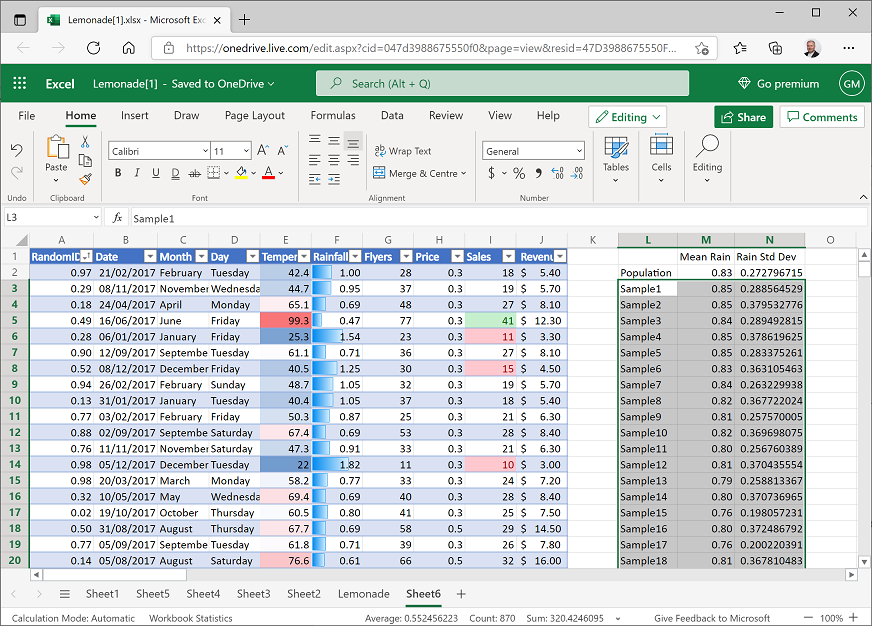 Lemonade[1].xlsx - Microsoft Exc
https://onedrive.live.com/edit.aspx?cid=047d3988675550f0&page=view&resid=47D3988675550F...
Excel Lemonade[1] - Saved to OneDrive Search (Alt + Q) Go premium GM
File Home Insert Draw Page Layout Formulas Data Review View Help Editing Share Comments
Calibri 11 Wrap Text General
Paste B I U D ab A Merge & Centre $ % Tables Cells Editing
Undo Clipboard Font Alignment Number
L3 fx Sample1
A B C D E F G H I J K L M N O
1 RandomID Date Month Day Temper Rainfall Flyers Price Sales Revenu Mean Rain Rain Std Dev
2 0.97 21/02/2017 February Tuesday 42.4 1.00 28 0.3 18 $ 5.40 Population 0.83 0.272796715
3 0.29 08/11/2017 November Wednesda 44.7 0.95 37 0.3 19 $ 5.70 Sample1 0.85 0.288564529
4 0.18 24/04/2017 April Monday 65.1 0.69 48 0.3 27 $ 8.10 Sample2 0.85 0.379532776
5 0.49 16/06/2017 June Friday 99.3 0.47 77 0.3 41 $ 12.30 Sample3 0.84 0.289492815
6 0.28 06/01/2017 January Friday 25.3 1.54 23 0.3 11 $ 3.30 Sample4 0.85 0.378619625
7 0.90 12/09/2017 Septembe Tuesday 61.1 0.71 36 0.3 27 $ 8.10 Sample5 0.85 0.283375261
8 0.52 08/12/2017 December Friday 40.5 1.25 30 0.3 15 $ 4.50 Sample6 0.83 0.363105463
9 0.94 26/02/2017 February Sunday 48.7 1.05 32 0.3 19 $ 5.70 Sample7 0.84 0.263229938
10 0.13 31/01/2017 January Tuesday 40.4 1.05 37 0.3 18 $ 5.40 Sample8 0.82 0.367722024
11 0.77 03/02/2017 February Friday 50.3 0.87 25 0.3 21 $ 6.30 Sample9 0.81 0.257570005
12 0.88 02/09/2017 Septembe Saturday 67.4 0.69 53 0.3 28 $ 8.40 Sample10 0.82 0.369698075
13 0.76 11/11/2017 November Saturday 47.3 0.91 33 0.3 21 $ 6.30 Sample11 0.80 0.256760389
14 0.98 05/12/2017 December Tuesday 22 1.82 11 0.3 10 $ 3.00 Sample12 0.81 0.370435554
15 0.98 20/03/2017 March Monday 58.2 0.77 33 0.3 24 $ 7.20 Sample13 0.79 0.258813367
16 0.32 10/05/2017 May Wednesda 69.4 0.69 40 0.3 28 $ 8.40 Sample14 0.80 0.370736965
17 0.02 19/10/2017 October Thursday 60.5 0.80 41 0.3 25 $ 7.50 Sample15 0.76 0.198057231
18 0.50 31/08/2017 August Thursday 67.7 0.69 58 0.5 29 $ 14.50 Sample16 0.80 0.372486792
19 0.77 05/09/2017 Septembe Tuesday 61.8 0.71 39 0.3 26 $ 7.80 Sample17 0.76 0.200220391
20 0.14 05/08/2017 August Saturday 76.6 0.61 66 0.5 32 $ 16.00 Sample18 0.81 0.367810483
Sheet1 Sheet5 Sheet4 Sheet3 Sheet2 Lemonade Sheet6
Calculation Mode: Automatic Workbook Statistics Average: 0.552456223 Count: 870 Sum: 320.4246095 Give Feedback to Microsoft 100%